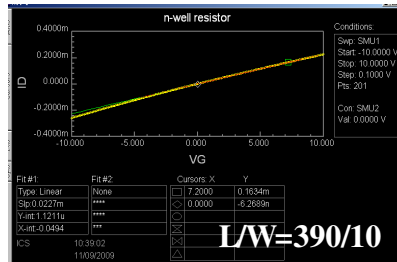 n-well resistor
Conditions:
Swp: SMU1
Start: -10.0000 V
Stop: 10.0000 V
Step: 0.1000 V
Pts: 201
Con: SMU2
Val: 0.0000 V
0.4000m
0.2000m
0.0000
-0.2000m
-0.4000m
ID
-10.000 -5.000 0.000 5.000 10.000
VG
Fit #1: Fit #2: Cursors: X Y
Type: Linear None 7.2000 0.1634m
Slp:0.0227m **** 0.0000 -6.2689n
Y-int:1.1211u ****
X-int:-0.0494 ***
L/W=390/10
ICS 10:39:02
11/09/2009